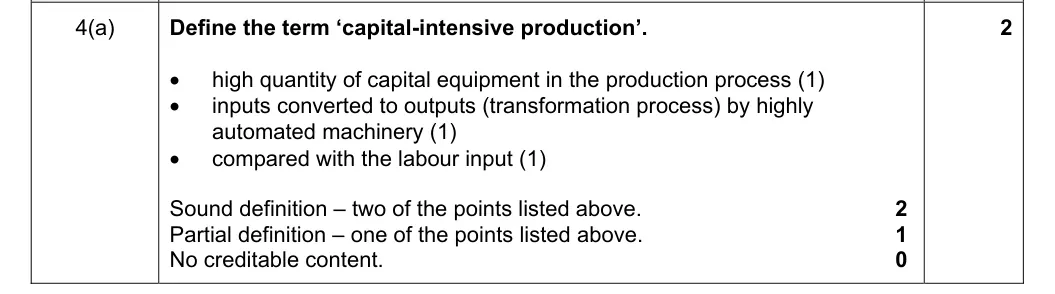 4(a) Define the term ‘capital-intensive production’. 2
• high quantity of capital equipment in the production process (1)
• inputs converted to outputs (transformation process) by highly
automated machinery (1)
• compared with the labour input (1)
Sound definition – two of the points listed above. 2
Partial definition – one of the points listed above. 1
No creditable content. 0